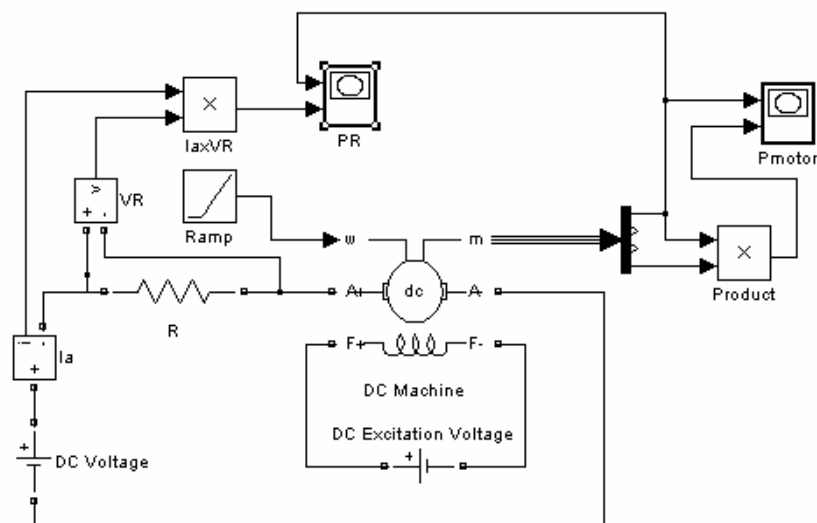 IaxVR
PR
Pmotor
v
+ -
VR
Ramp
w
m
Product
R
A+
dc
A-
i -
+
Ia
F+
F-
DC Machine
DC Excitation Voltage
+
+
DC Voltage